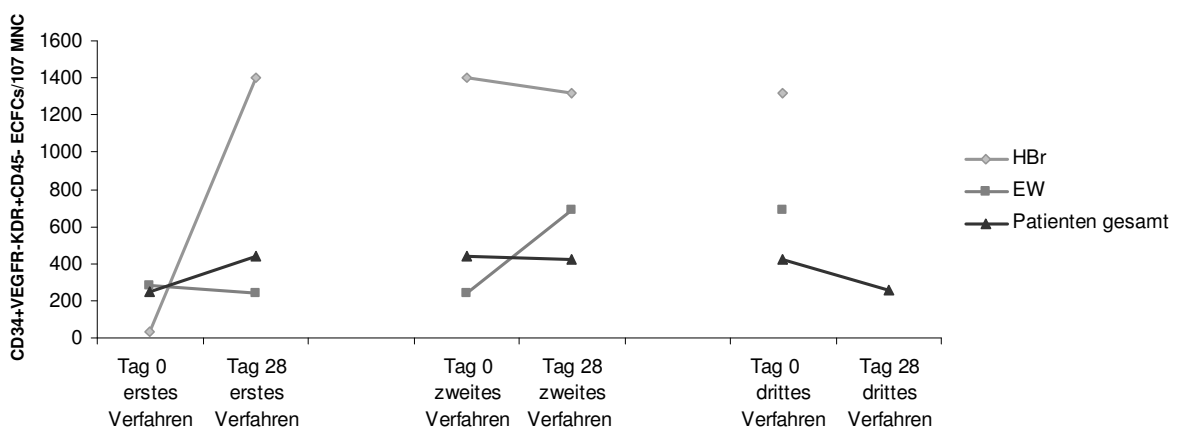 CD34+VEGFR-KDR+CD45- ECFCs/107 MNC
1600
1400
1200
1000
800
600
400
200
0
Tag 0
erstes
Verfahren
Tag 28
erstes
Verfahren
Tag 0
zweites
Verfahren
Tag 28
zweites
Verfahren
Tag 0
drittes
Verfahren
Tag 28
drittes
Verfahren
HBr
EW
Patienten gesamt